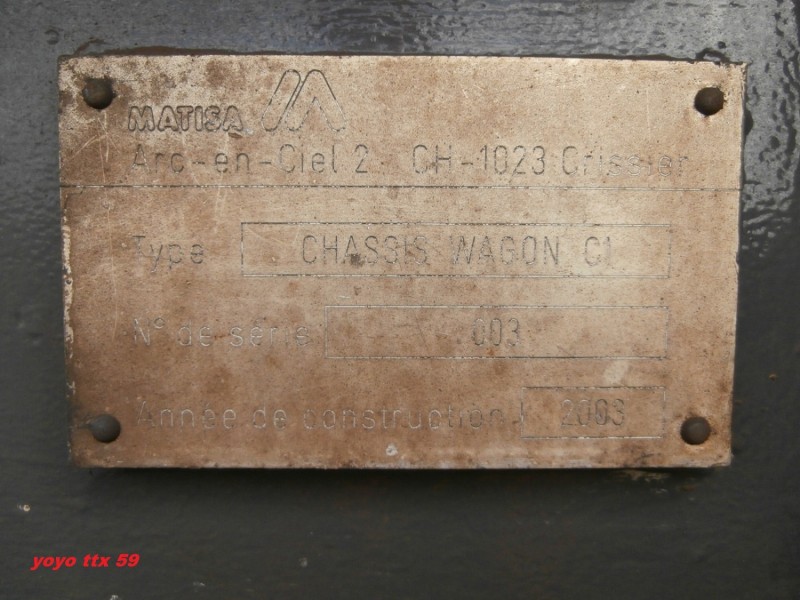 MATISA
Arc-en-Ciel 2 - CH-1023 Crissier
Type CHASSIS WAGON C1
N° de série 003
Année de construction 2003
yoyo ttx 59